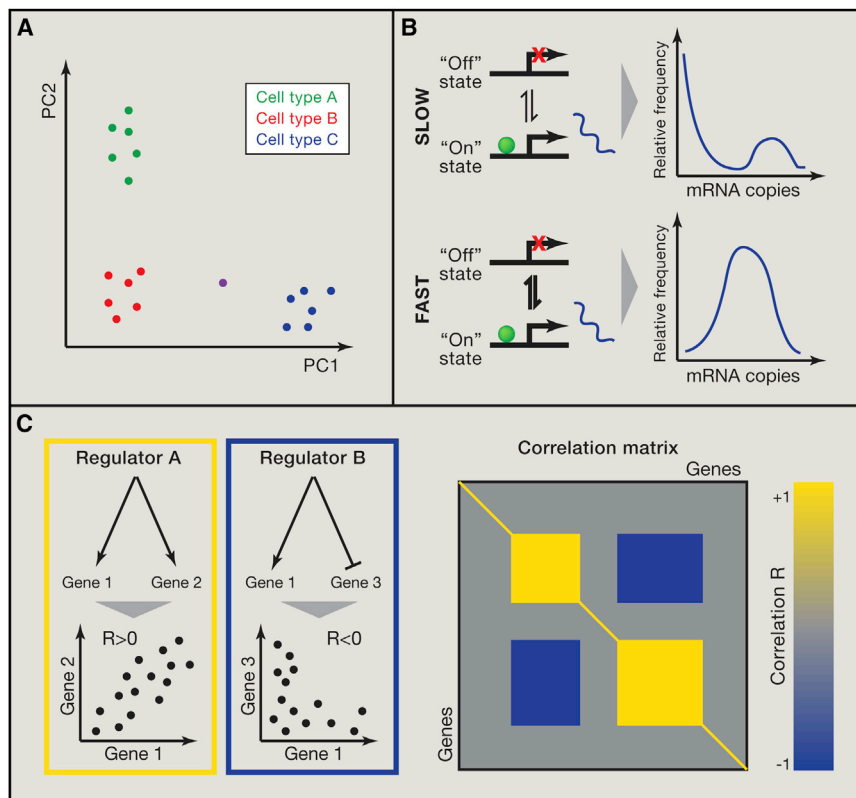 A
PC2
Cell type A
Cell type B
Cell type C
PC1
B
SLOW
“Off”
state
“On”
state
Relative frequency
mRNA copies
FAST
“Off”
state
“On”
state
Relative frequency
mRNA copies
C
Regulator A
Gene 1
Gene 2
R>0
Gene 2
Gene 1
Regulator B
Gene 1
Gene 3
R<0
Gene 3
Gene 1
Correlation matrix
Genes
Genes
+1
Correlation R
-1